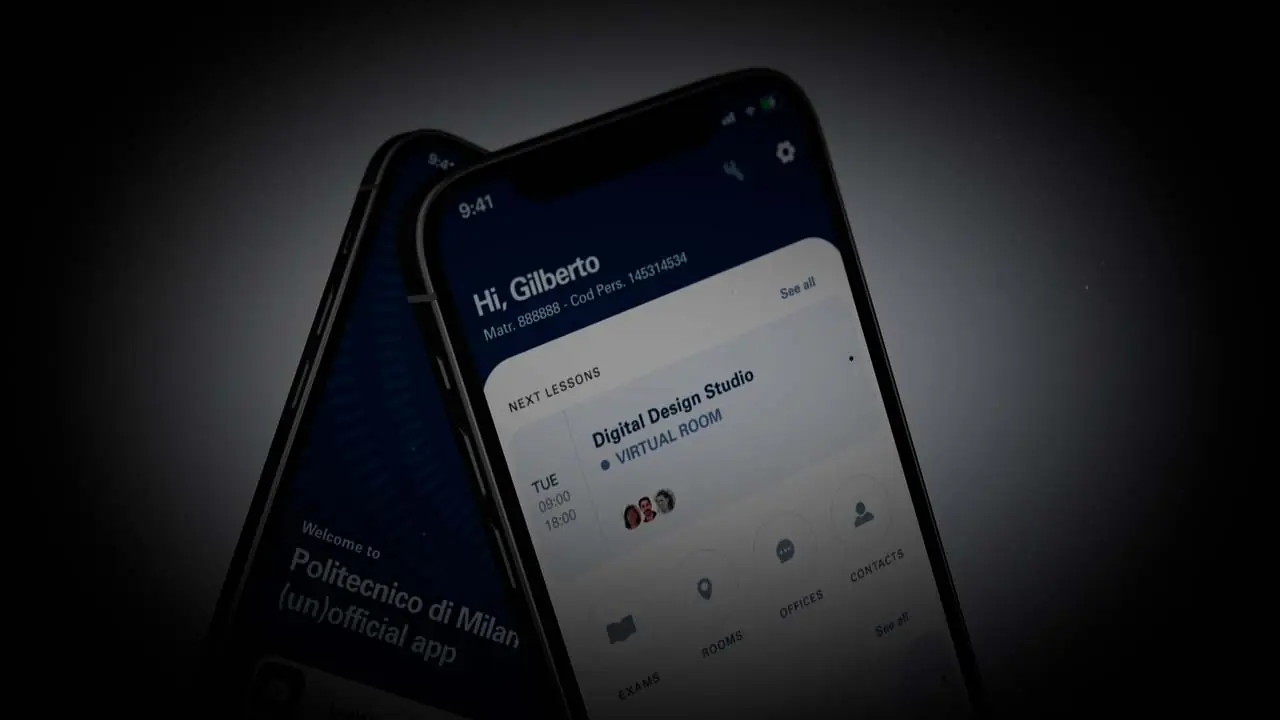 9:41
Hi, Gilberto
Matr. 888888 - Cod Pers. 145314534
NEXT LESSONS
See all
TUE
09:00
18:00
Digital Design Studio
VIRTUAL ROOM
EXAMS
ROOMS
OFFICES
CONTACTS
See all
9:41
Welcome to
Politecnico di Milan
(un)official app